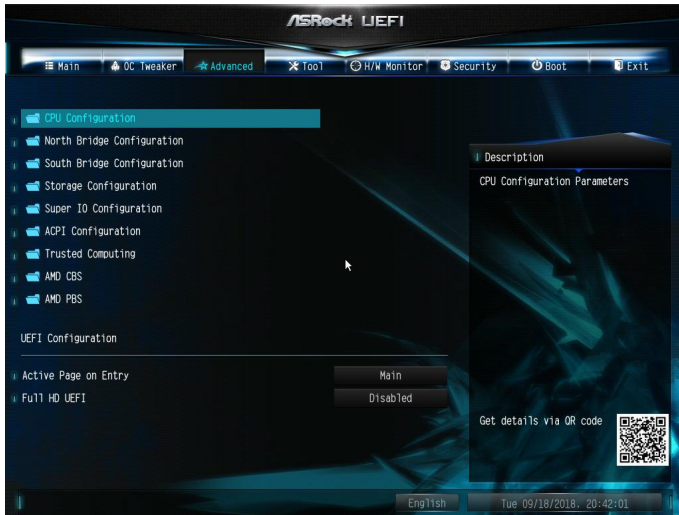 ASRock UEFI
Main
OC Tweaker
Advanced
Tool
H/W Monitor
Security
Boot
Exit
CPU Configuration
North Bridge Configuration
South Bridge Configuration
Storage Configuration
Super IO Configuration
ACPI Configuration
Trusted Computing
AMD CBS
AMD PBS
UEFI Configuration
Active Page on Entry
Main
Full HD UEFI
Disabled
Description
CPU Configuration Parameters
Get details via QR code
English
Tue 09/18/2018. 20:42:01